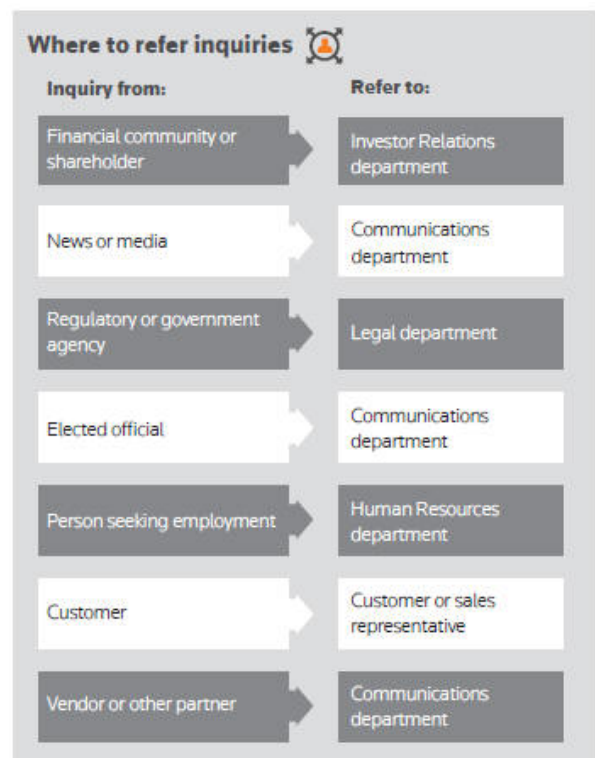 Where to refer inquiries
Inquiry from:
Refer to:
Financial community or
shareholder
Investor Relations
department
News or media
Communications
department
Regulatory or government
agency
Legal department
Elected official
Communications
department
Person seeking employment
Human Resources
department
Customer
Customer or sales
representative
Vendor or other partner
Communications
department